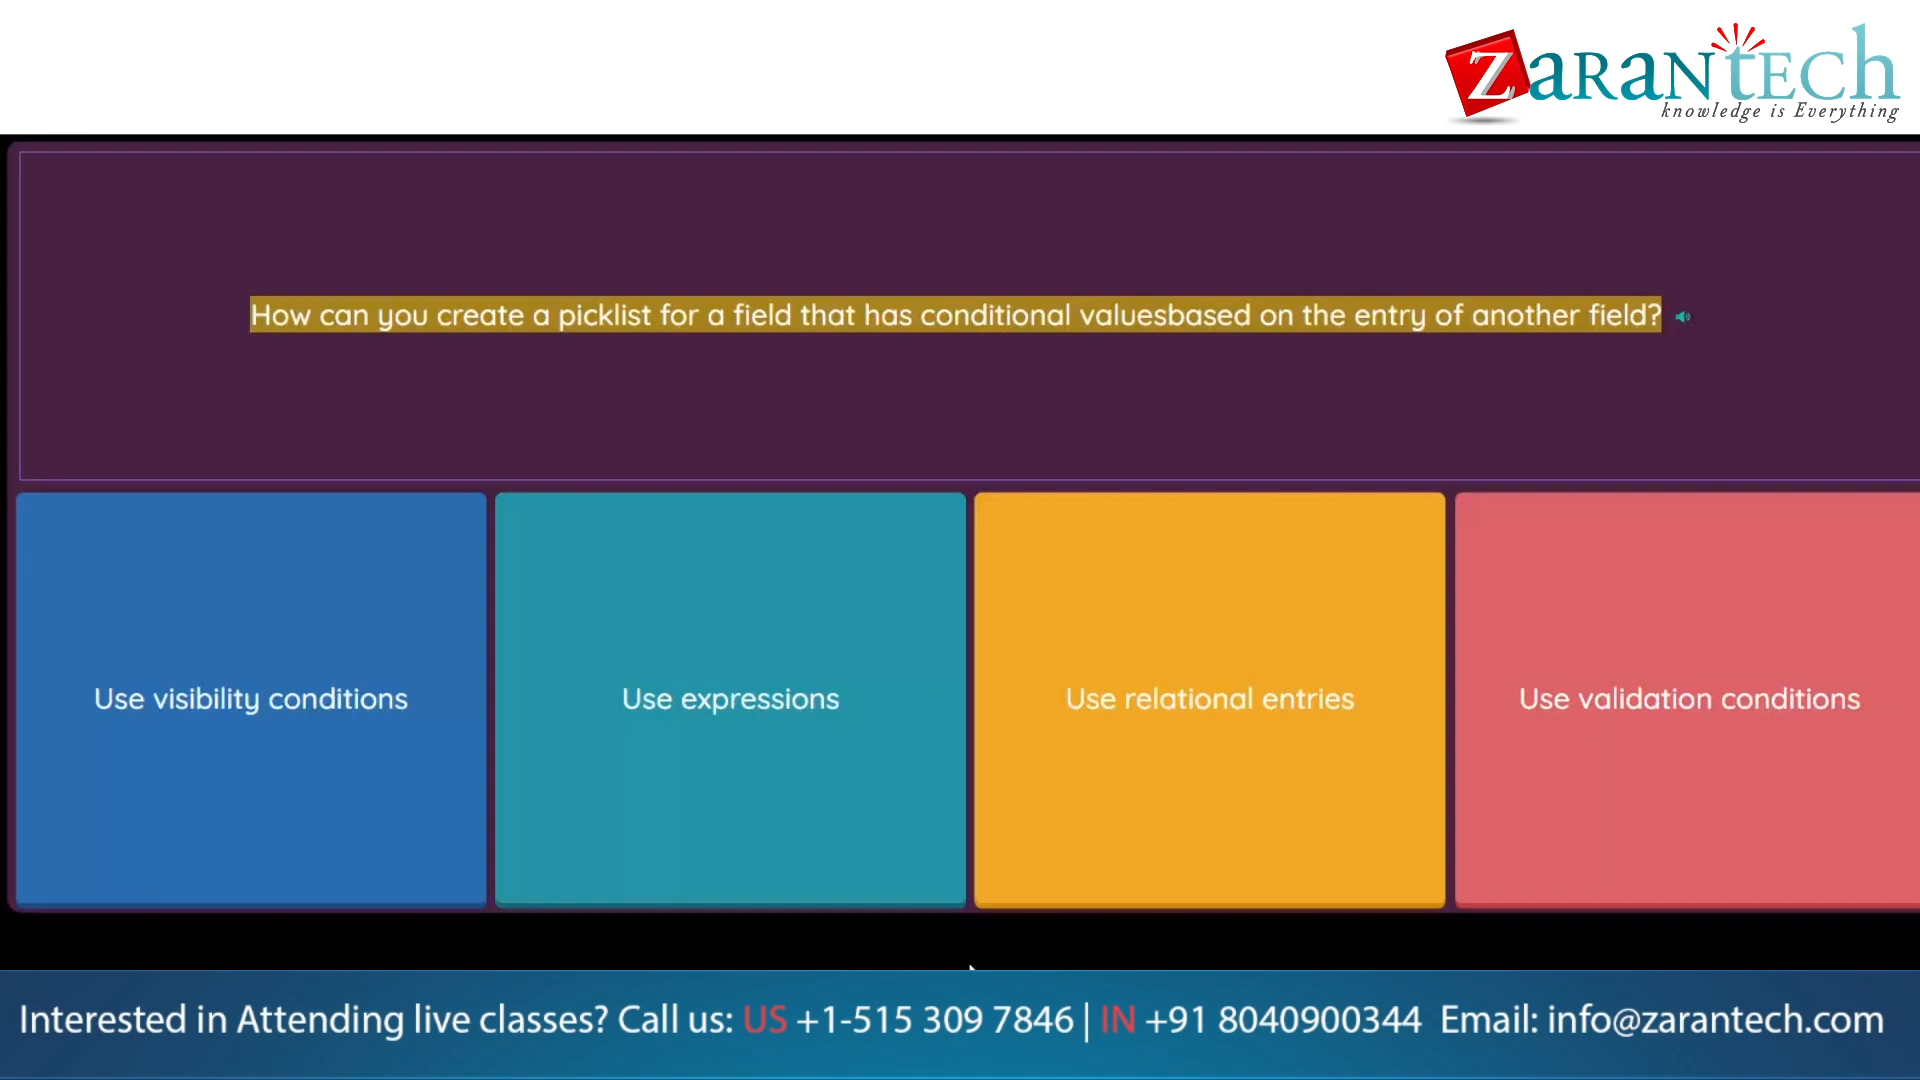 ZaranTech
knowledge is Everything
How can you create a picklist for a field that has conditional valuesbased on the entry of another field?
Use visibility conditions
Use expressions
Use relational entries
Use validation conditions
Interested in Attending live classes? Call us: US +1-515 309 7846 | IN +91 8040900344 Email: info@zarantech.com